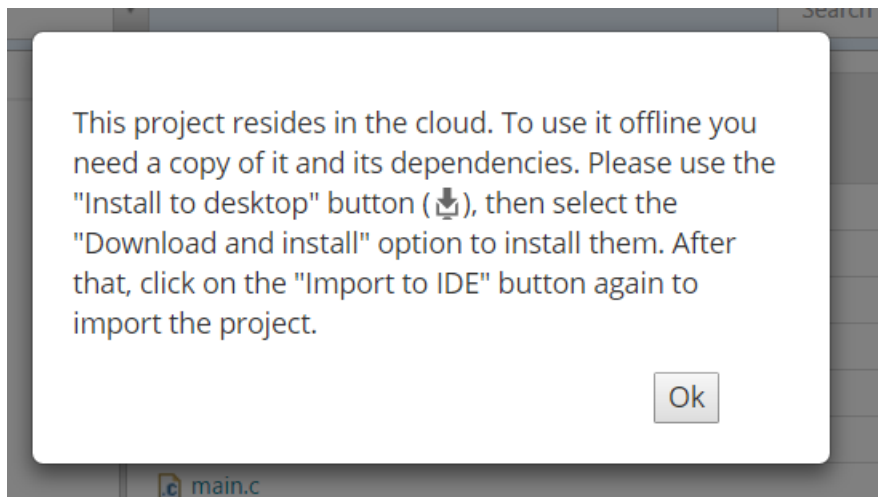 Search
This project resides in the cloud. To use it offline you
need a copy of it and its dependencies. Please use the
"Install to desktop" button ( ), then select the
"Download and install" option to install them. After
that, click on the "Import to IDE" button again to
import the project.
Ok
.c main.c